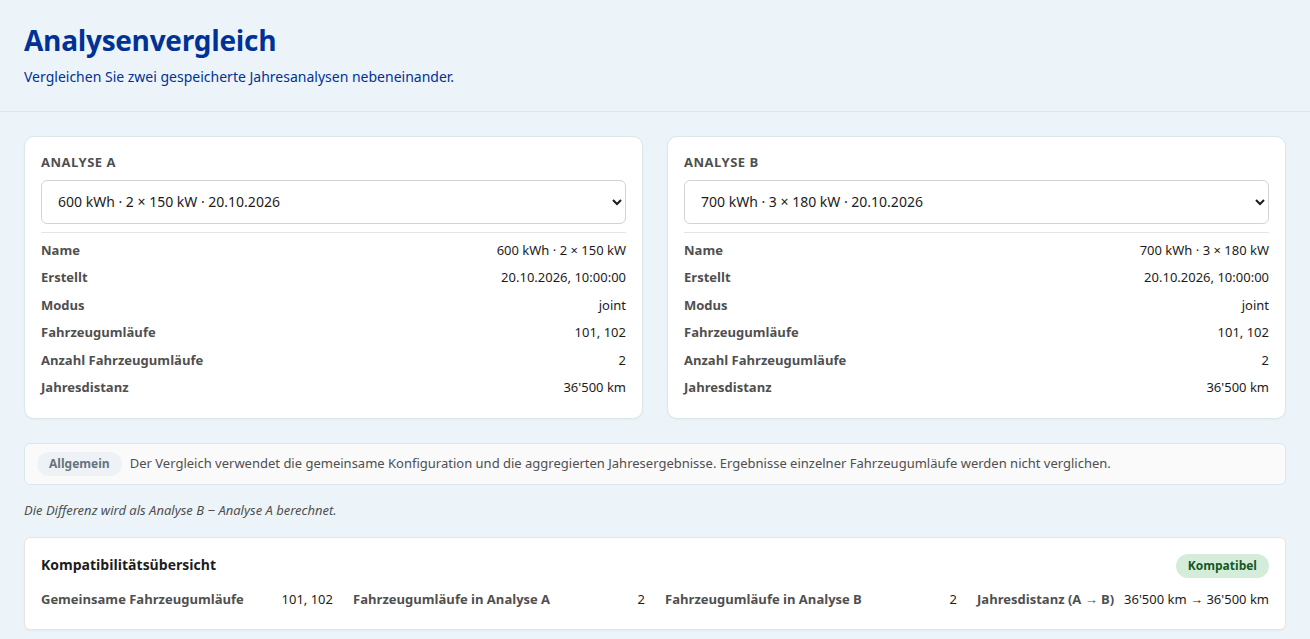 Analysenvergleich
Vergleichen Sie zwei gespeicherte Jahresanalysen nebeneinander.
ANALYSE A
600 kWh · 2 × 150 kW · 20.10.2026
Name 600 kWh · 2 × 150 kW
Erstellt 20.10.2026, 10:00:00
Modus joint
Fahrzeugumläufe 101, 102
Anzahl Fahrzeugumläufe 2
Jahresdistanz 36'500 km
ANALYSE B
700 kWh · 3 × 180 kW · 20.10.2026
Name 700 kWh · 3 × 180 kW
Erstellt 20.10.2026, 10:00:00
Modus joint
Fahrzeugumläufe 101, 102
Anzahl Fahrzeugumläufe 2
Jahresdistanz 36'500 km
Allgemein Der Vergleich verwendet die gemeinsame Konfiguration und die aggregierten Jahresergebnisse. Ergebnisse einzelner Fahrzeugumläufe werden nicht verglichen.
Die Differenz wird als Analyse B − Analyse A berechnet.
Kompatibilitätsübersicht Kompatibel
Gemeinsame Fahrzeugumläufe 101, 102 Fahrzeugumläufe in Analyse A 2 Fahrzeugumläufe in Analyse B 2 Jahresdistanz (A → B) 36'500 km → 36'500 km